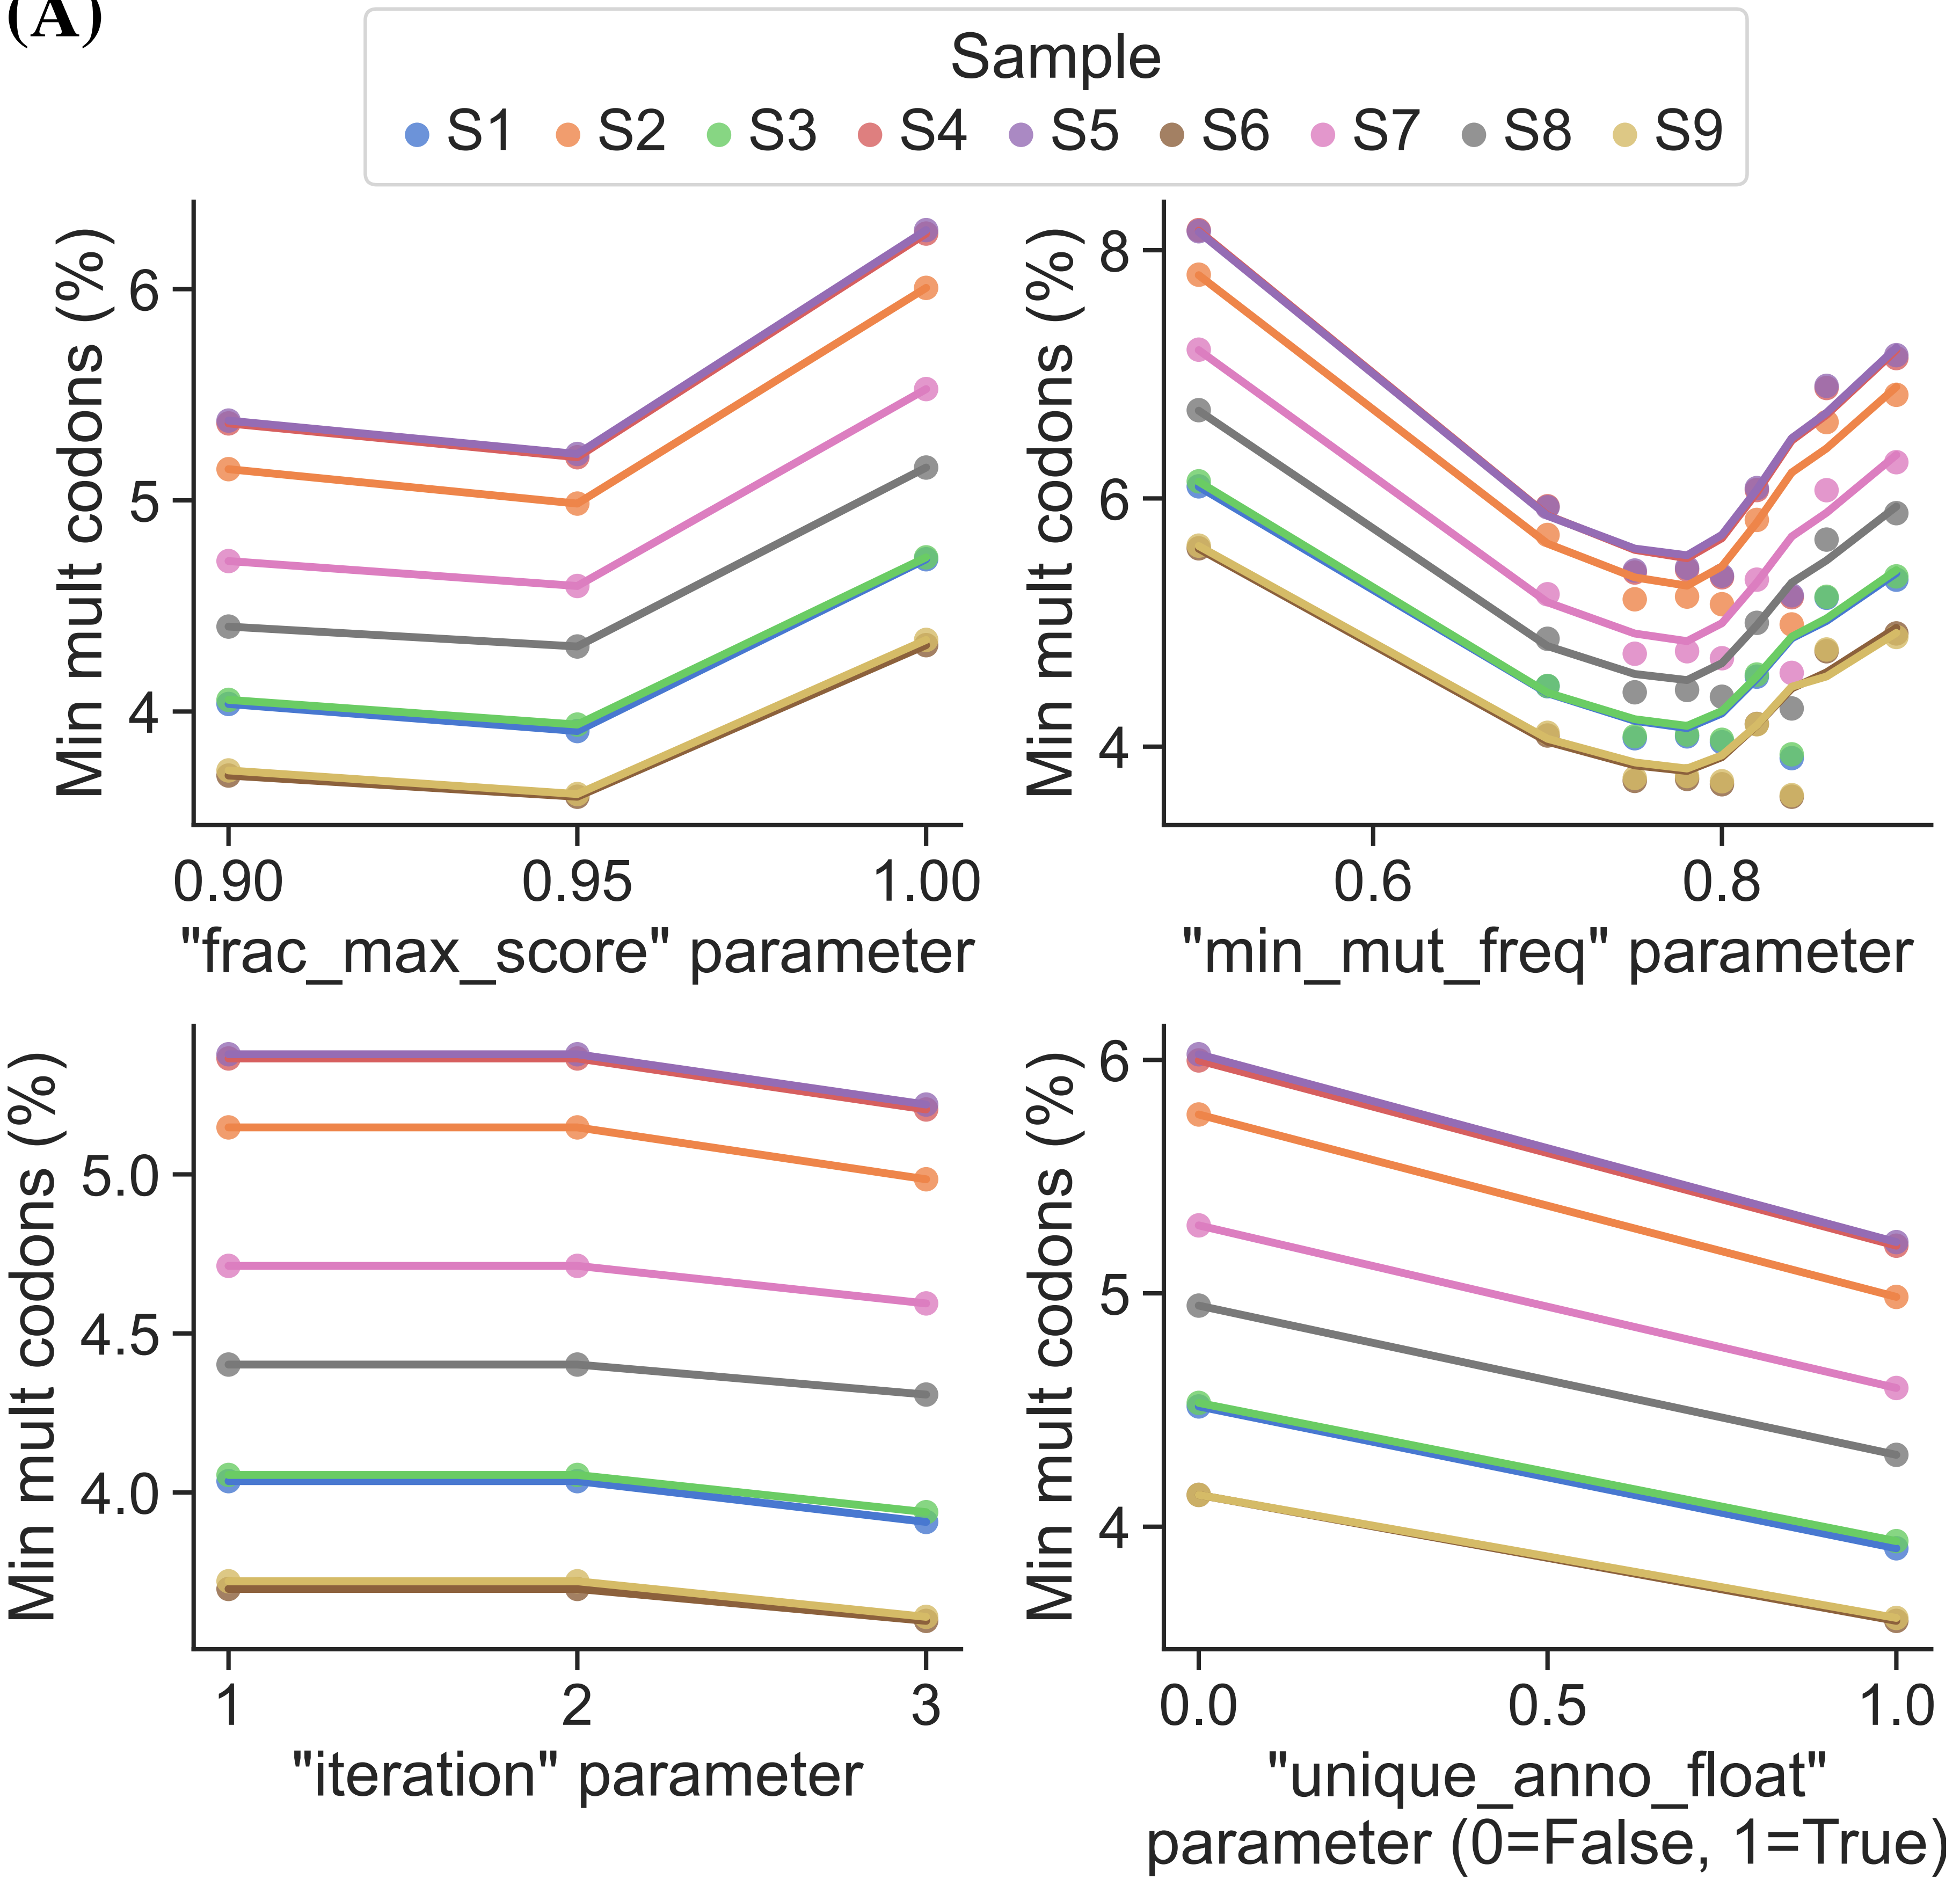 (A)
Sample
S1 S2 S3 S4 S5 S6 S7 S8 S9
Min mult codons (%)
6
5
4
0.90 0.95 1.00
"frac_max_score" parameter
Min mult codons (%)
8
6
4
0.6 0.8
"min_mut_freq" parameter
Min mult codons (%)
5.0
4.5
4.0
1 2 3
"iteration" parameter
Min mult codons (%)
6
5
4
0.0 0.5 1.0
"unique_anno_float"
parameter (0=False, 1=True)